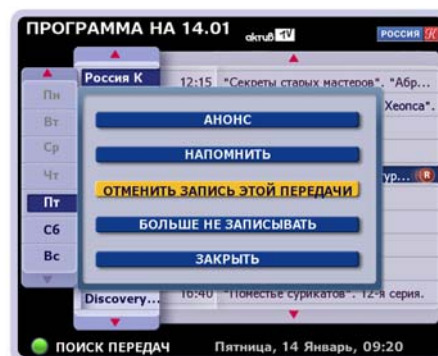 ПРОГРАММА НА 14.01
актив TV
РОССИЯ К
Россия К
12:15 "Секреты старых мастеров". "Абр...
Пн
Хеопса".
Вт
АНОНС
Ср
НАПОМНИТЬ
Чт
ур... R
ОТМЕНИТЬ ЗАПИСЬ ЭТОЙ ПЕРЕДАЧИ
Пт
БОЛЬШЕ НЕ ЗАПИСЫВАТЬ
Сб
Вс
ЗАКРЫТЬ
Discovery...
16:40 "Поместье сурикатов". 12-я серия.
ПОИСК ПЕРЕДАЧ
Пятница, 14 Январь, 09:20